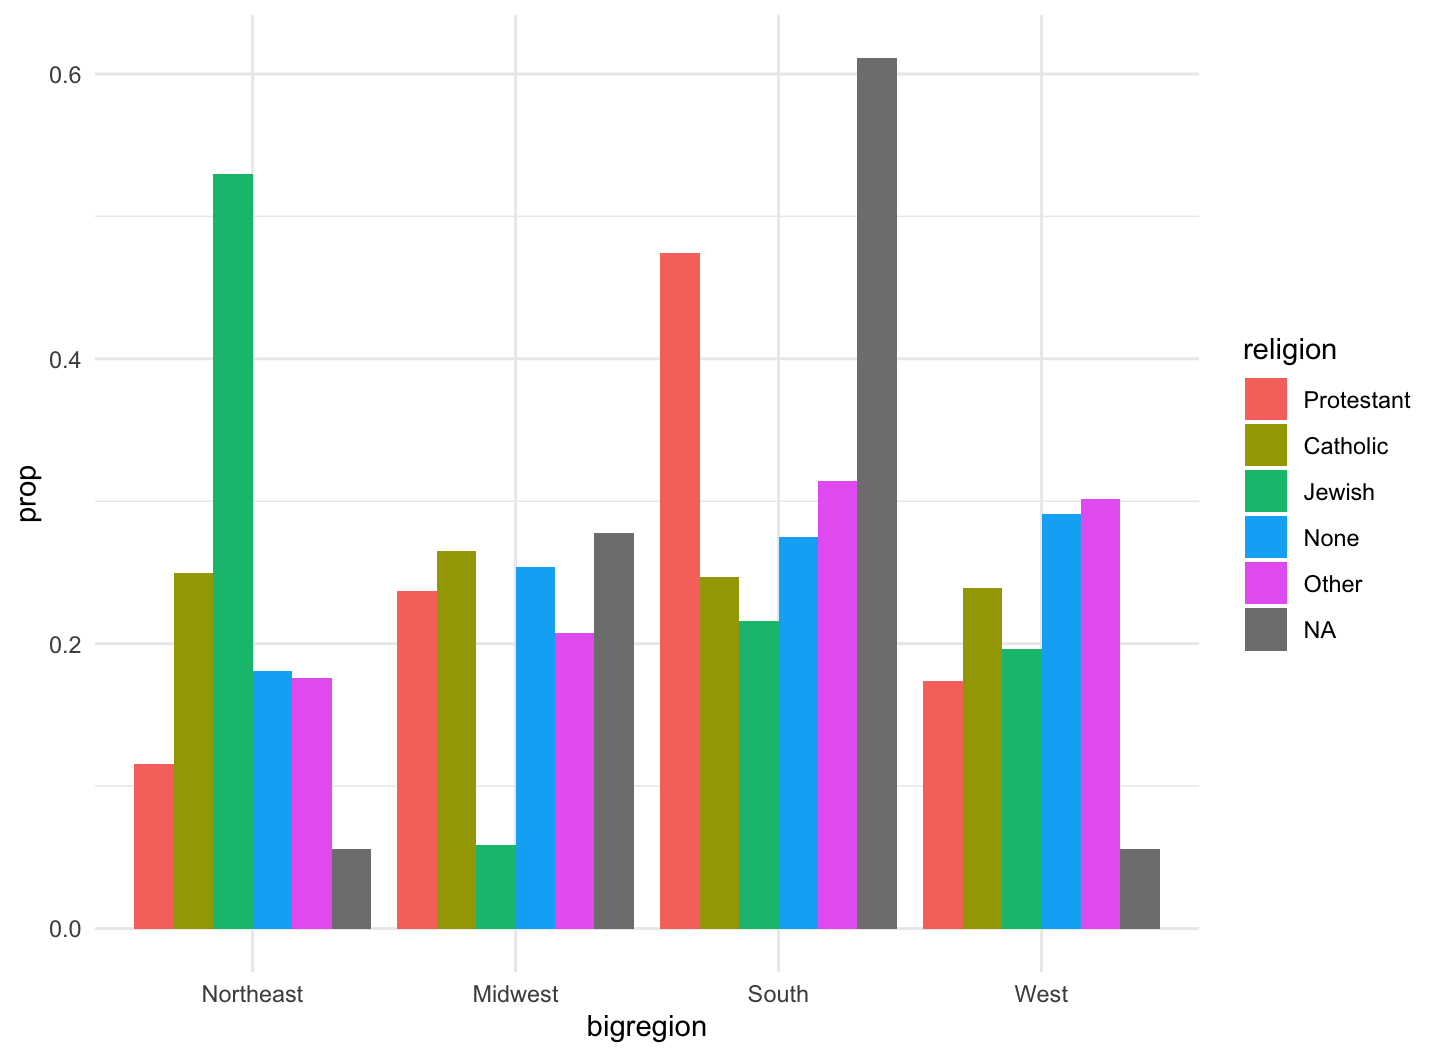 0.6
0.4
0.2
0.0
prop
Northeast
Midwest
South
West
bigregion
religion
Protestant
Catholic
Jewish
None
Other
NA